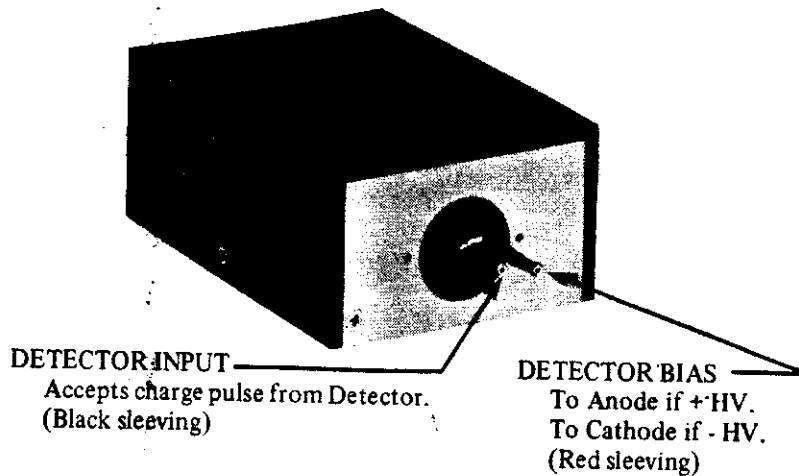 DETECTOR INPUT
Accepts charge pulse from Detector.
(Black sleeving)
DETECTOR BIAS
To Anode if + HV.
To Cathode if - HV.
(Red sleeving)